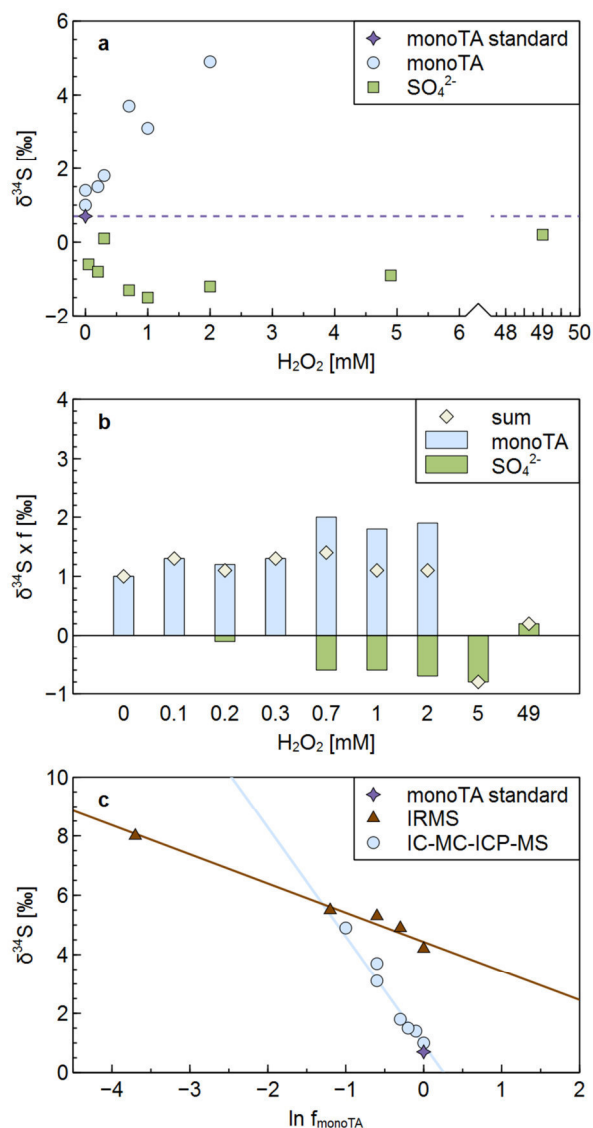 a
monoTA standard
monoTA
SO₄²⁻
δ³⁴S [‰]
6
4
2
0
−2
0 1 2 3 4 5 6 48 49 50
H₂O₂ [mM]
b
sum
monoTA
SO₄²⁻
δ³⁴S x f [‰]
4
3
2
1
0
−1
0 0.1 0.2 0.3 0.7 1 2 5 49
H₂O₂ [mM]
c
monoTA standard
IRMS
IC-MC-ICP-MS
δ³⁴S [‰]
10
8
6
4
2
0
−4 −3 −2 −1 0 1 2
ln fmonoTA